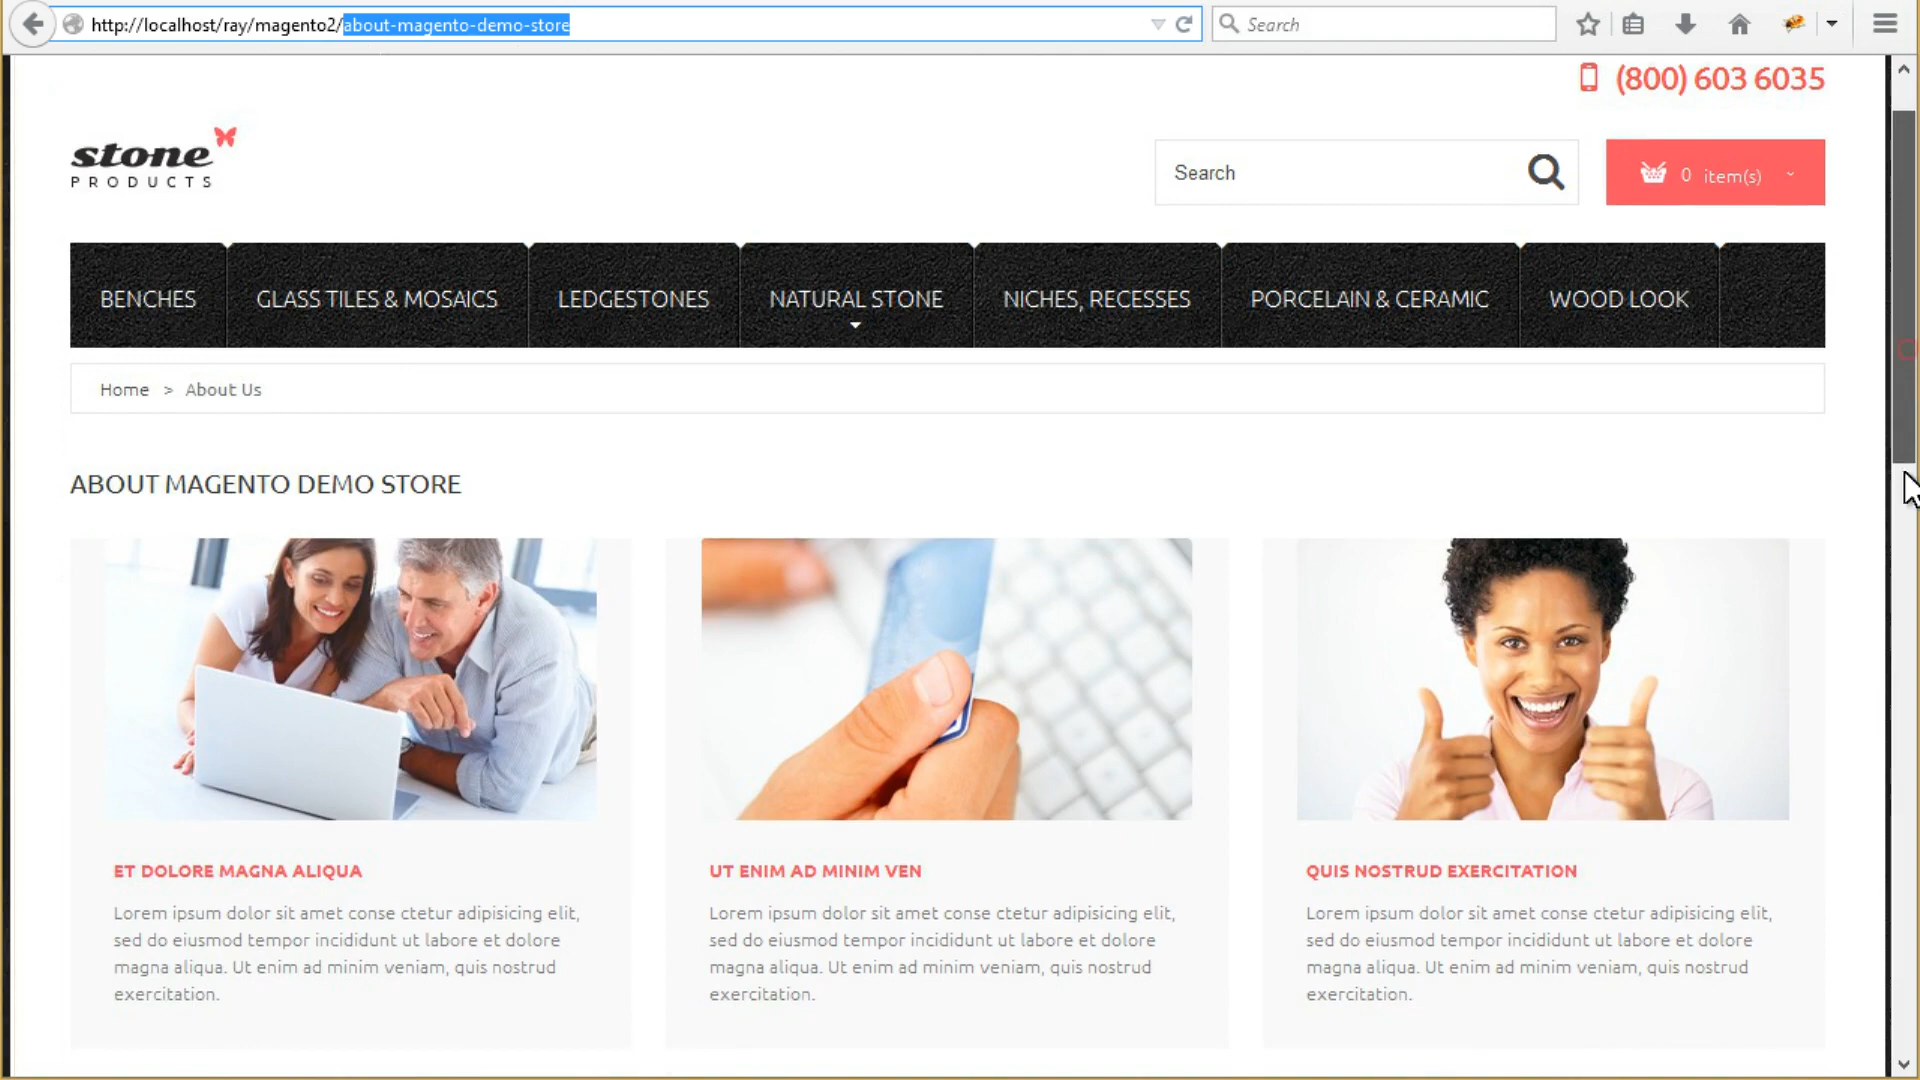 http://localhost/ray/magento2/about-magento-demo-store
Search
(800) 603 6035
stone
PRODUCTS
Search
0 item(s)
BENCHES
GLASS TILES & MOSAICS
LEDGESTONES
NATURAL STONE
NICHES, RECESSES
PORCELAIN & CERAMIC
WOOD LOOK
Home > About Us
ABOUT MAGENTO DEMO STORE
ET DOLORE MAGNA ALIQUA
Lorem ipsum dolor sit amet conse ctetur adipisicing elit,
sed do eiusmod tempor incididunt ut labore et dolore
magna aliqua. Ut enim ad minim veniam, quis nostrud
exercitation.
UT ENIM AD MINIM VEN
Lorem ipsum dolor sit amet conse ctetur adipisicing elit,
sed do eiusmod tempor incididunt ut labore et dolore
magna aliqua. Ut enim ad minim veniam, quis nostrud
exercitation.
QUIS NOSTRUD EXERCITATION
Lorem ipsum dolor sit amet conse ctetur adipisicing elit,
sed do eiusmod tempor incididunt ut labore et dolore
magna aliqua. Ut enim ad minim veniam, quis nostrud
exercitation.